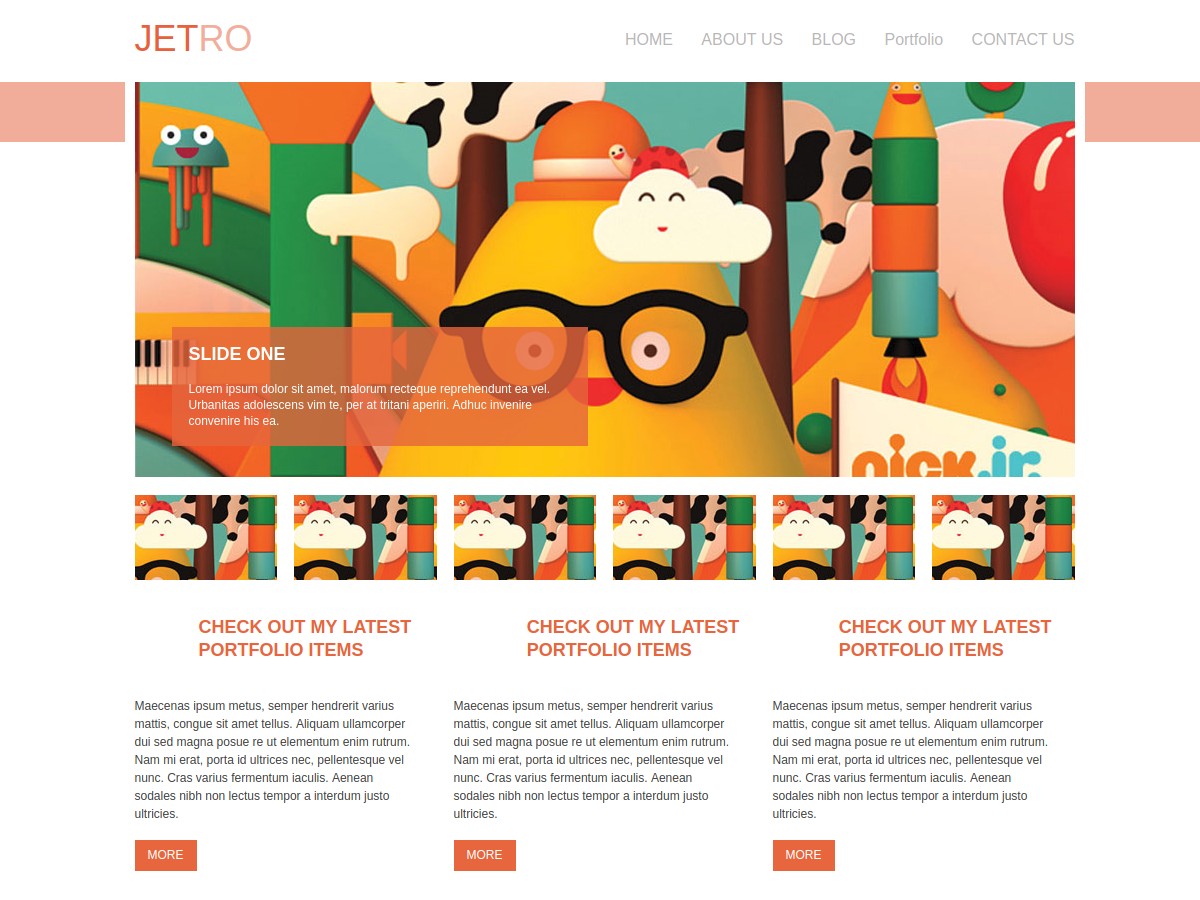 JETRO
HOME ABOUT US BLOG Portfolio CONTACT US
nick jr.
SLIDE ONE
Lorem ipsum dolor sit amet, malorum recteque reprehendunt ea vel.
Urbanitas adolescens vim te, per at tritani aperiri. Adhuc invenire
convenire his ea.
CHECK OUT MY LATEST
PORTFOLIO ITEMS
Maecenas ipsum metus, semper hendrerit varius
mattis, congue sit amet tellus. Aliquam ullamcorper
dui sed magna posue re ut elementum enim rutrum.
Nam mi erat, porta id ultrices nec, pellentesque vel
nunc. Cras varius fermentum iaculis. Aenean
sodales nibh non lectus tempor a interdum justo
ultricies.
MORE
CHECK OUT MY LATEST
PORTFOLIO ITEMS
Maecenas ipsum metus, semper hendrerit varius
mattis, congue sit amet tellus. Aliquam ullamcorper
dui sed magna posue re ut elementum enim rutrum.
Nam mi erat, porta id ultrices nec, pellentesque vel
nunc. Cras varius fermentum iaculis. Aenean
sodales nibh non lectus tempor a interdum justo
ultricies.
MORE
CHECK OUT MY LATEST
PORTFOLIO ITEMS
Maecenas ipsum metus, semper hendrerit varius
mattis, congue sit amet tellus. Aliquam ullamcorper
dui sed magna posue re ut elementum enim rutrum.
Nam mi erat, porta id ultrices nec, pellentesque vel
nunc. Cras varius fermentum iaculis. Aenean
sodales nibh non lectus tempor a interdum justo
ultricies.
MORE